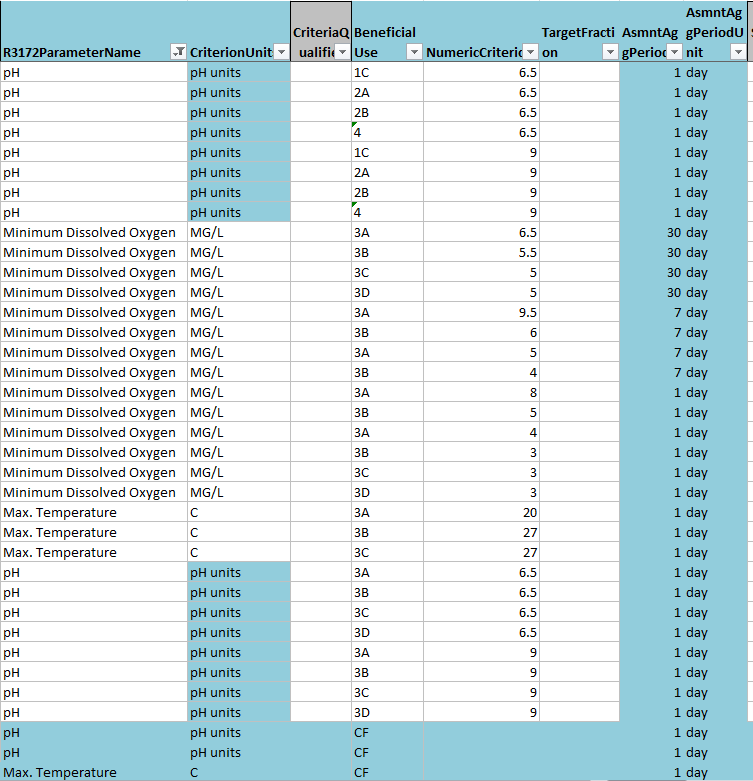 AsmntAg
CriteriaQ Beneficial TargetFracti AsmntAg gPeriodU
R3172ParameterName CriterionUnit ualifie Use NumericCriteric on gPeriod nit
pH pH units 1C 6.5 1 day
pH pH units 2A 6.5 1 day
pH pH units 2B 6.5 1 day
pH pH units 4 6.5 1 day
pH pH units 1C 9 1 day
pH pH units 2A 9 1 day
pH pH units 2B 9 1 day
pH pH units 4 9 1 day
Minimum Dissolved Oxygen MG/L 3A 6.5 30 day
Minimum Dissolved Oxygen MG/L 3B 5.5 30 day
Minimum Dissolved Oxygen MG/L 3C 5 30 day
Minimum Dissolved Oxygen MG/L 3D 5 30 day
Minimum Dissolved Oxygen MG/L 3A 9.5 7 day
Minimum Dissolved Oxygen MG/L 3B 6 7 day
Minimum Dissolved Oxygen MG/L 3A 5 7 day
Minimum Dissolved Oxygen MG/L 3B 4 7 day
Minimum Dissolved Oxygen MG/L 3A 8 1 day
Minimum Dissolved Oxygen MG/L 3B 5 1 day
Minimum Dissolved Oxygen MG/L 3A 4 1 day
Minimum Dissolved Oxygen MG/L 3B 3 1 day
Minimum Dissolved Oxygen MG/L 3C 3 1 day
Minimum Dissolved Oxygen MG/L 3D 3 1 day
Max. Temperature C 3A 20 1 day
Max. Temperature C 3B 27 1 day
Max. Temperature C 3C 27 1 day
pH pH units 3A 6.5 1 day
pH pH units 3B 6.5 1 day
pH pH units 3C 6.5 1 day
pH pH units 3D 6.5 1 day
pH pH units 3A 9 1 day
pH pH units 3B 9 1 day
pH pH units 3C 9 1 day
pH pH units 3D 9 1 day
pH pH units CF 1 day
pH pH units CF 1 day
Max. Temperature C CF 1 day